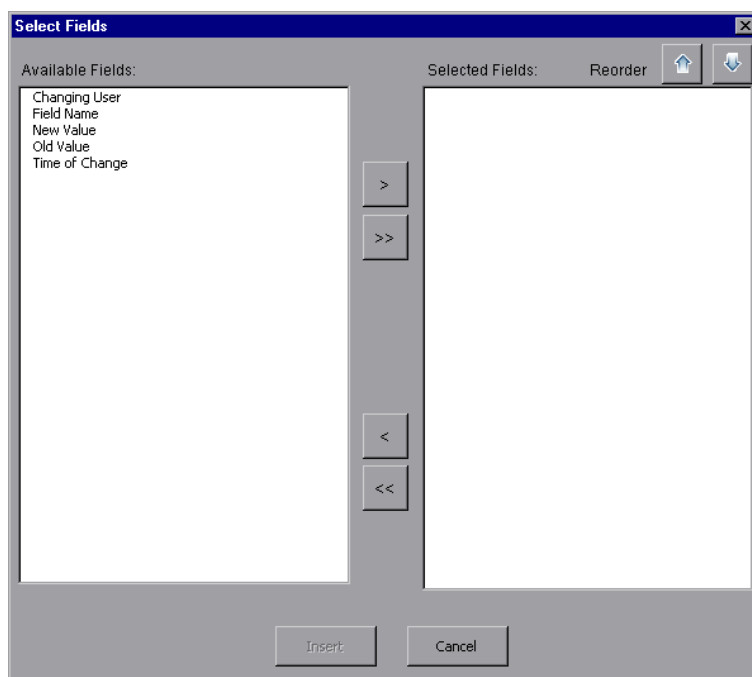 Select Fields
Available Fields:
Selected Fields: Reorder
Changing User
Field Name
New Value
Old Value
Time of Change
>
>>
<
<<
Insert
Cancel